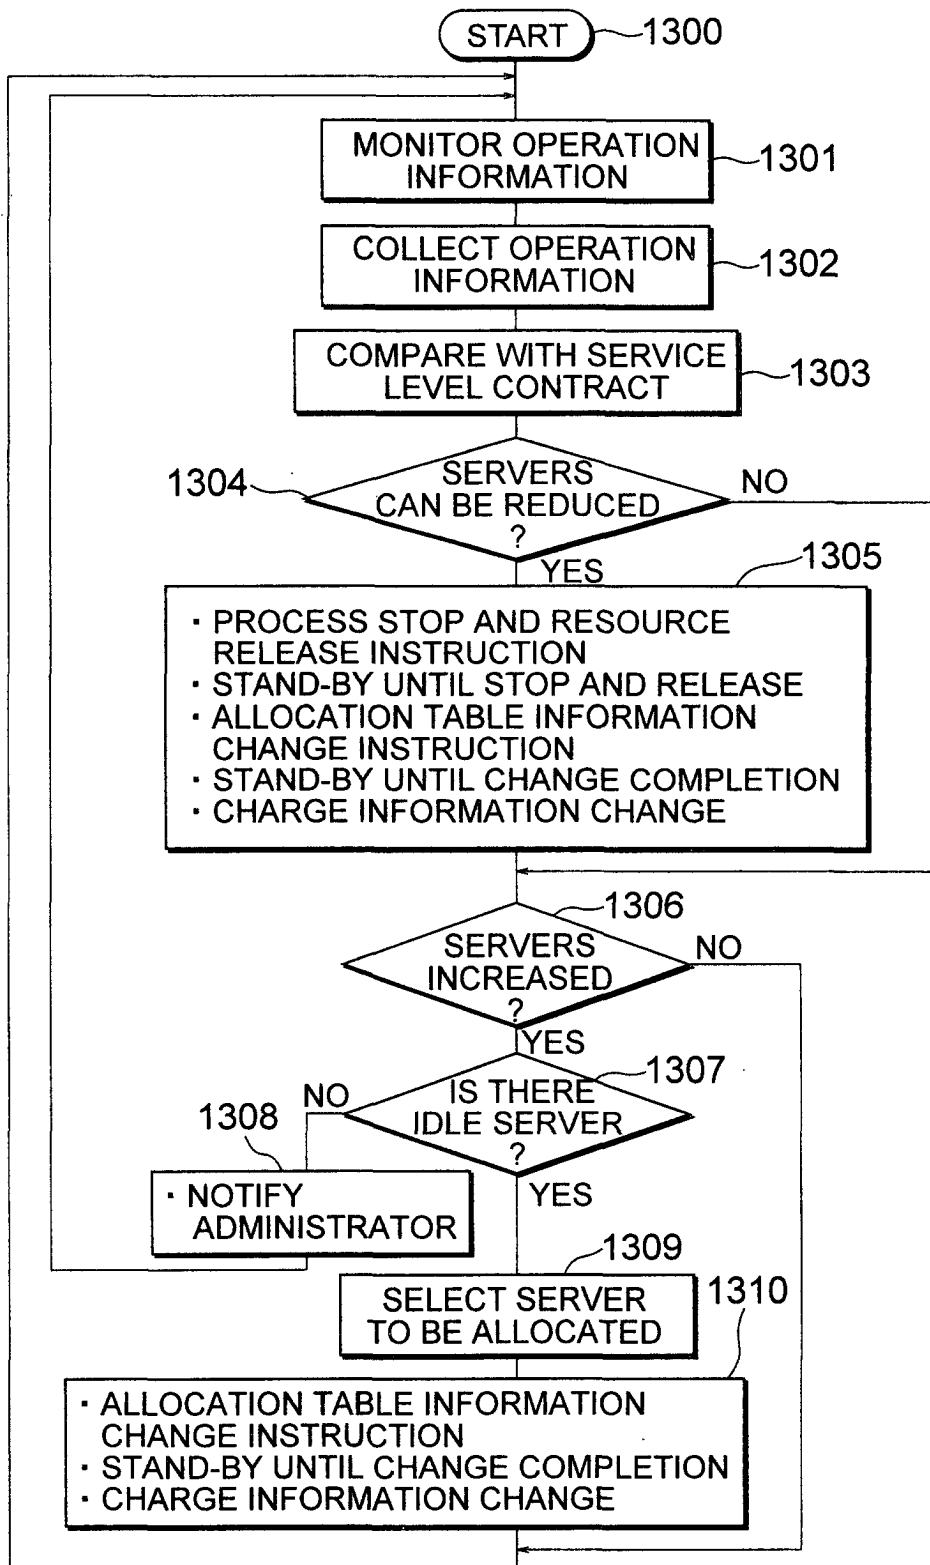 START
1300
MONITOR OPERATION
INFORMATION
1301
COLLECT OPERATION
INFORMATION
1302
COMPARE WITH SERVICE
LEVEL CONTRACT
1303
1304
SERVERS
CAN BE REDUCED
?
NO
YES
1305
· PROCESS STOP AND RESOURCE
RELEASE INSTRUCTION
· STAND-BY UNTIL STOP AND RELEASE
· ALLOCATION TABLE INFORMATION
CHANGE INSTRUCTION
· STAND-BY UNTIL CHANGE COMPLETION
· CHARGE INFORMATION CHANGE
1306
SERVERS
INCREASED
?
NO
YES
1307
IS THERE
IDLE SERVER
?
NO
YES
1308
· NOTIFY
ADMINISTRATOR
1309
SELECT SERVER
TO BE ALLOCATED
1310
· ALLOCATION TABLE INFORMATION
CHANGE INSTRUCTION
· STAND-BY UNTIL CHANGE COMPLETION
· CHARGE INFORMATION CHANGE